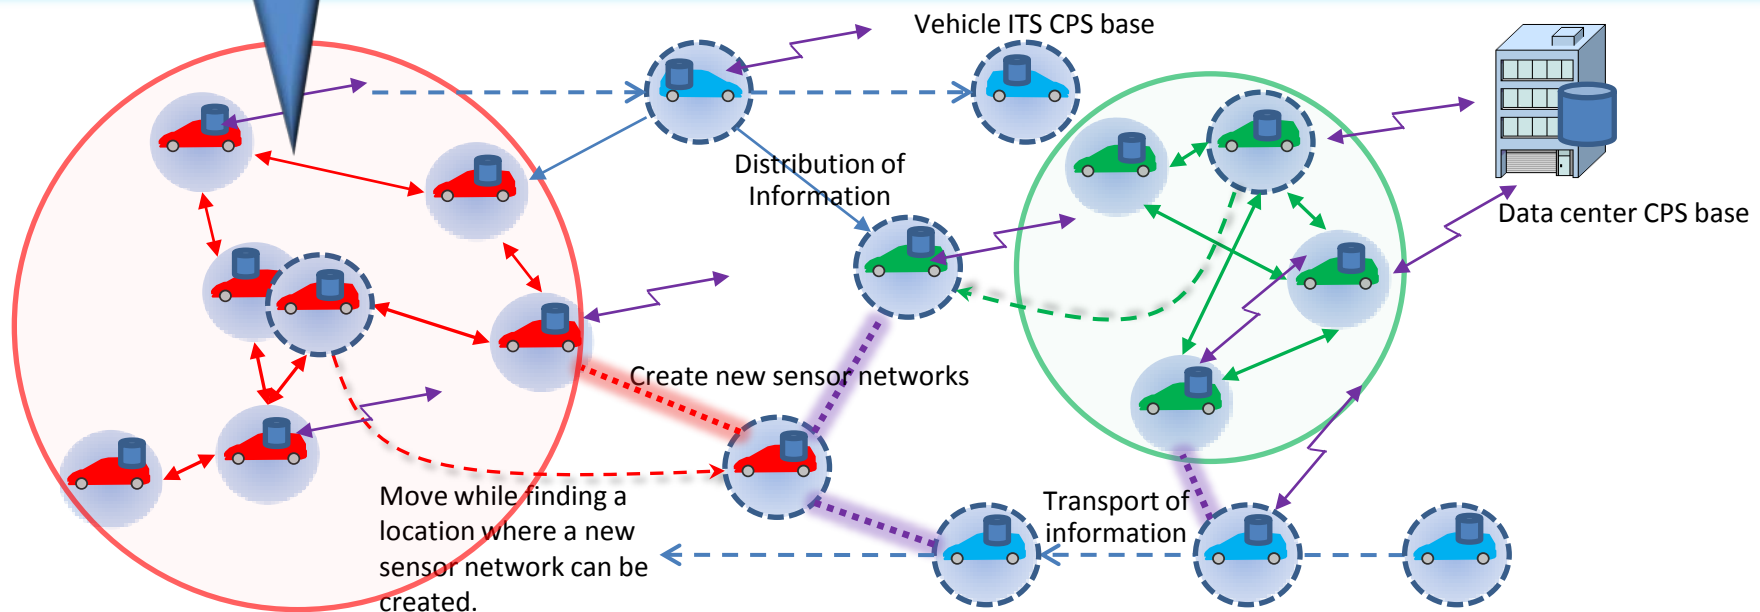 Vehicle ITS CPS base
Distribution of
Information
Data center CPS base
Create new sensor networks
Move while finding a
location where a new
sensor network can be
created.
Transport of
information